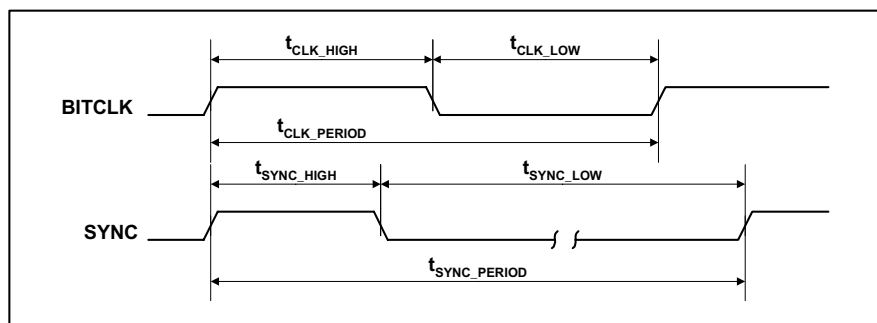 tCLK_HIGH tCLK_LOW
BITCLK
tCLK_PERIOD
tSYNC_HIGH tSYNC_LOW
SYNC
tSYNC_PERIOD